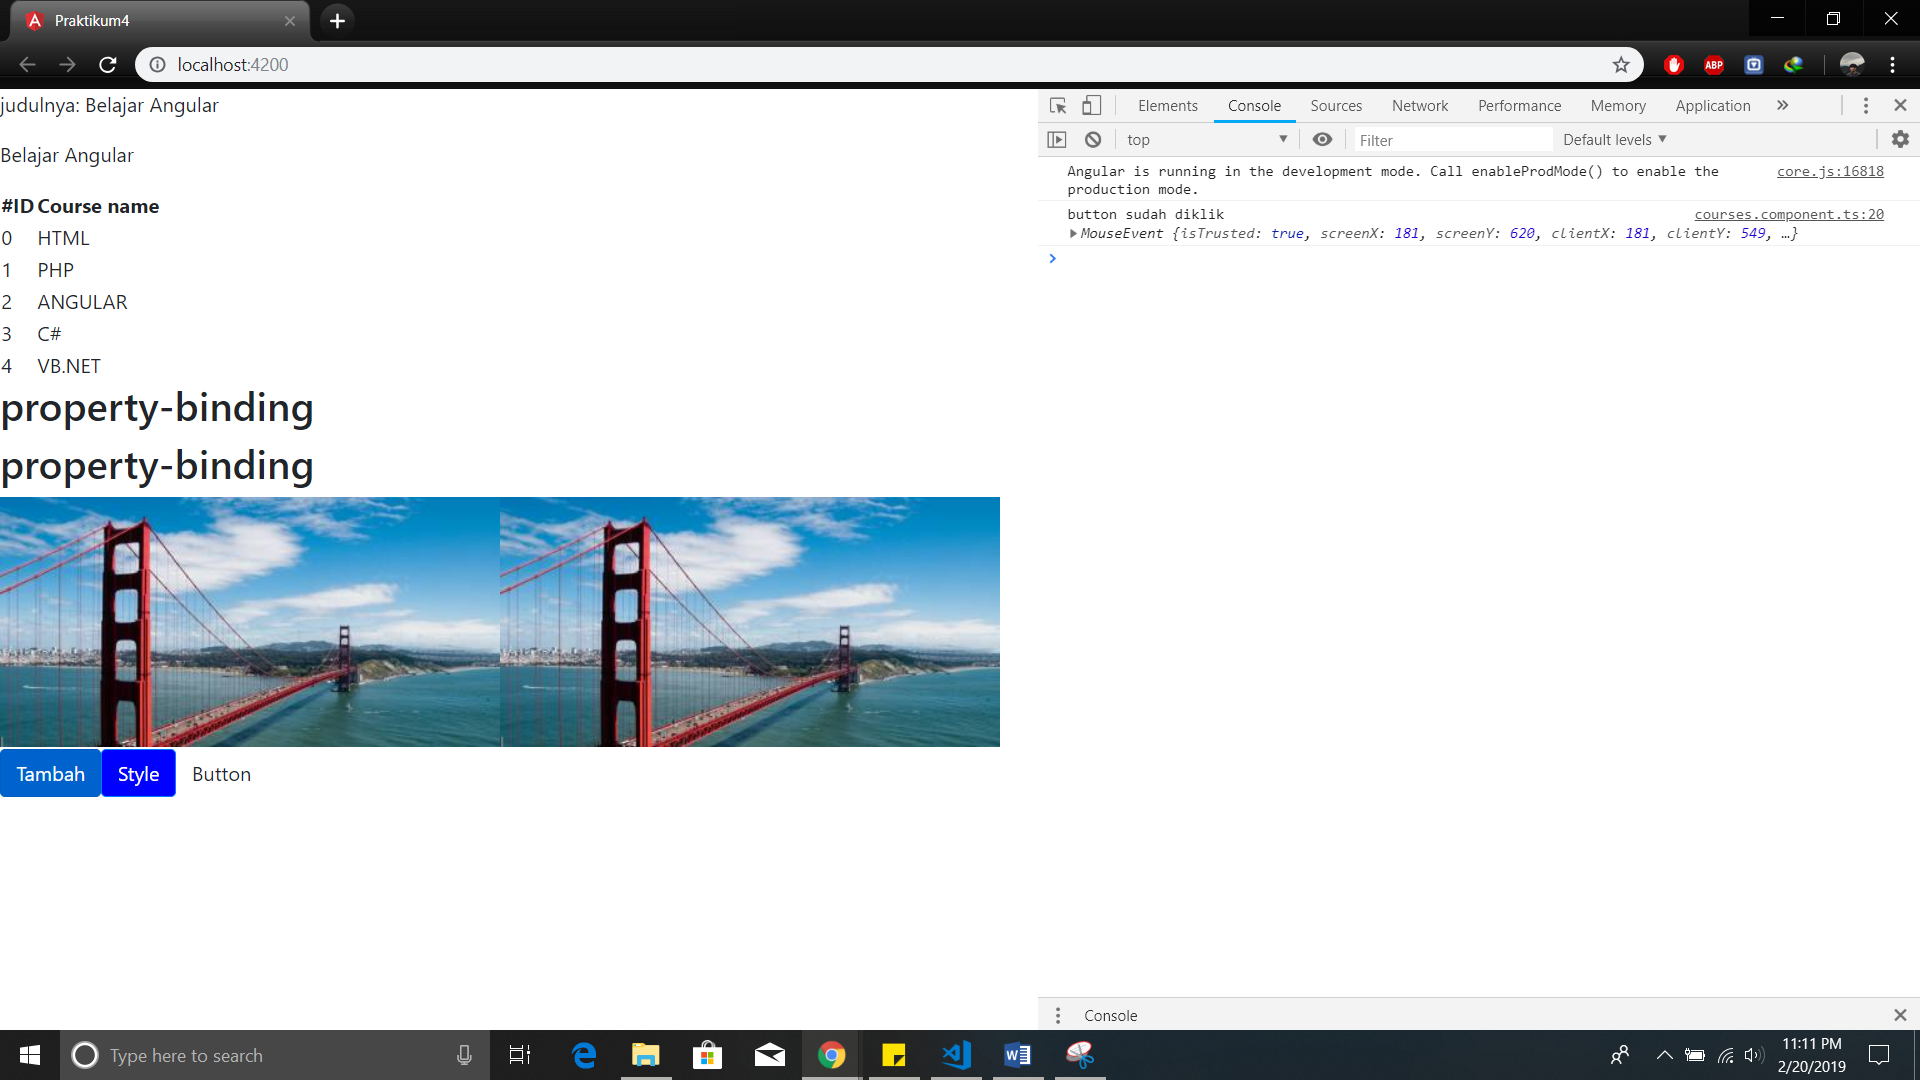 Praktikum4
localhost:4200
ABP
judulnya: Belajar Angular
Belajar Angular
#ID Course name
0 HTML
1 PHP
2 ANGULAR
3 C#
4 VB.NET
property-binding
property-binding
Tambah Style Button
Elements Console Sources Network Performance Memory Application
top Filter Default levels
Angular is running in the development mode. Call enableProdMode() to enable the core.js:16818
production mode.
button sudah diklik courses.component.ts:20
MouseEvent {isTrusted: true, screenX: 181, screenY: 620, clientX: 181, clientY: 549, …}
Console
Type here to search
11:11 PM
2/20/2019